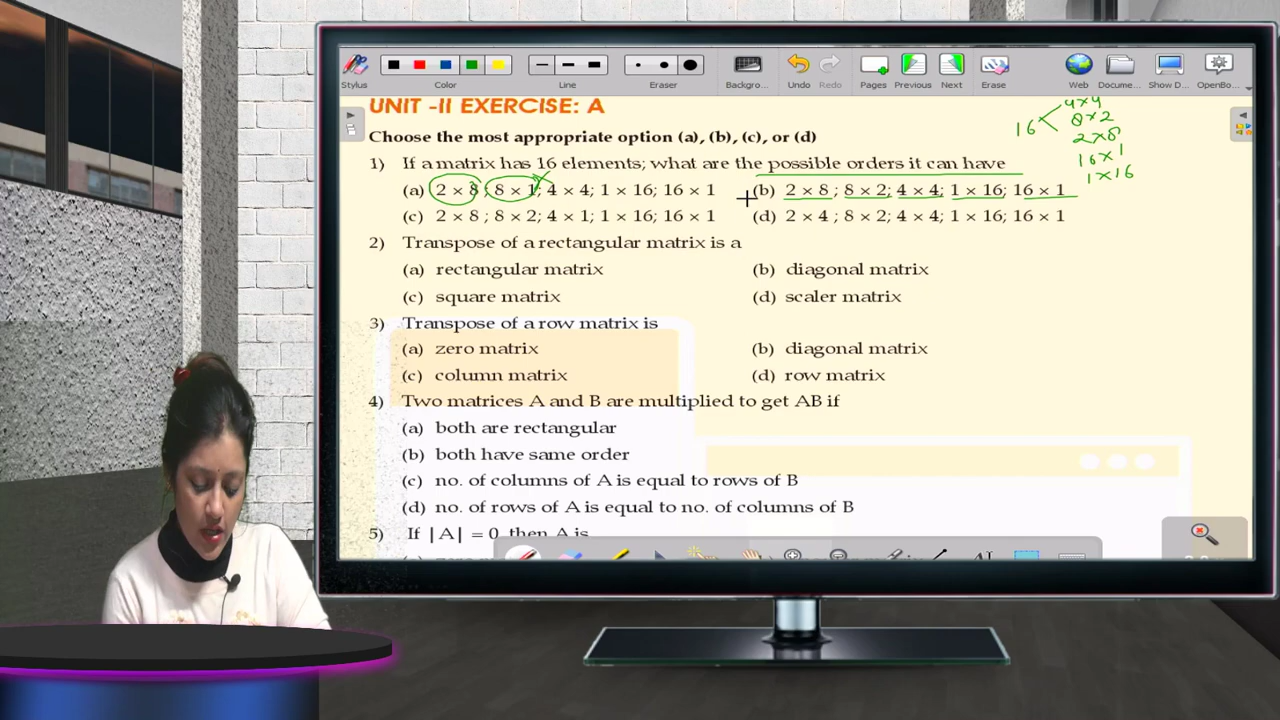 Stylus Color Line Eraser Backgro... Undo Redo Pages Previous Next Erase Web Docume... Show D... OpenBo...
UNIT -II EXERCISE: A
Choose the most appropriate option (a), (b), (c), or (d)
1) If a matrix has 16 elements; what are the possible orders it can have
(a) 2 × 8 ; 8 × 1; 4 × 4; 1 × 16; 16 × 1 (b) 2 × 8 ; 8 × 2; 4 × 4; 1 × 16; 16 × 1
(c) 2 × 8 ; 8 × 2; 4 × 1; 1 × 16; 16 × 1 (d) 2 × 4 ; 8 × 2; 4 × 4; 1 × 16; 16 × 1
16
4×4
8×2
2×8
16×1
1×16
2) Transpose of a rectangular matrix is a
(a) rectangular matrix (b) diagonal matrix
(c) square matrix (d) scaler matrix
3) Transpose of a row matrix is
(a) zero matrix (b) diagonal matrix
(c) column matrix (d) row matrix
4) Two matrices A and B are multiplied to get AB if
(a) both are rectangular
(b) both have same order
(c) no. of columns of A is equal to rows of B
(d) no. of rows of A is equal to no. of columns of B
5) If |A| = 0 then A is